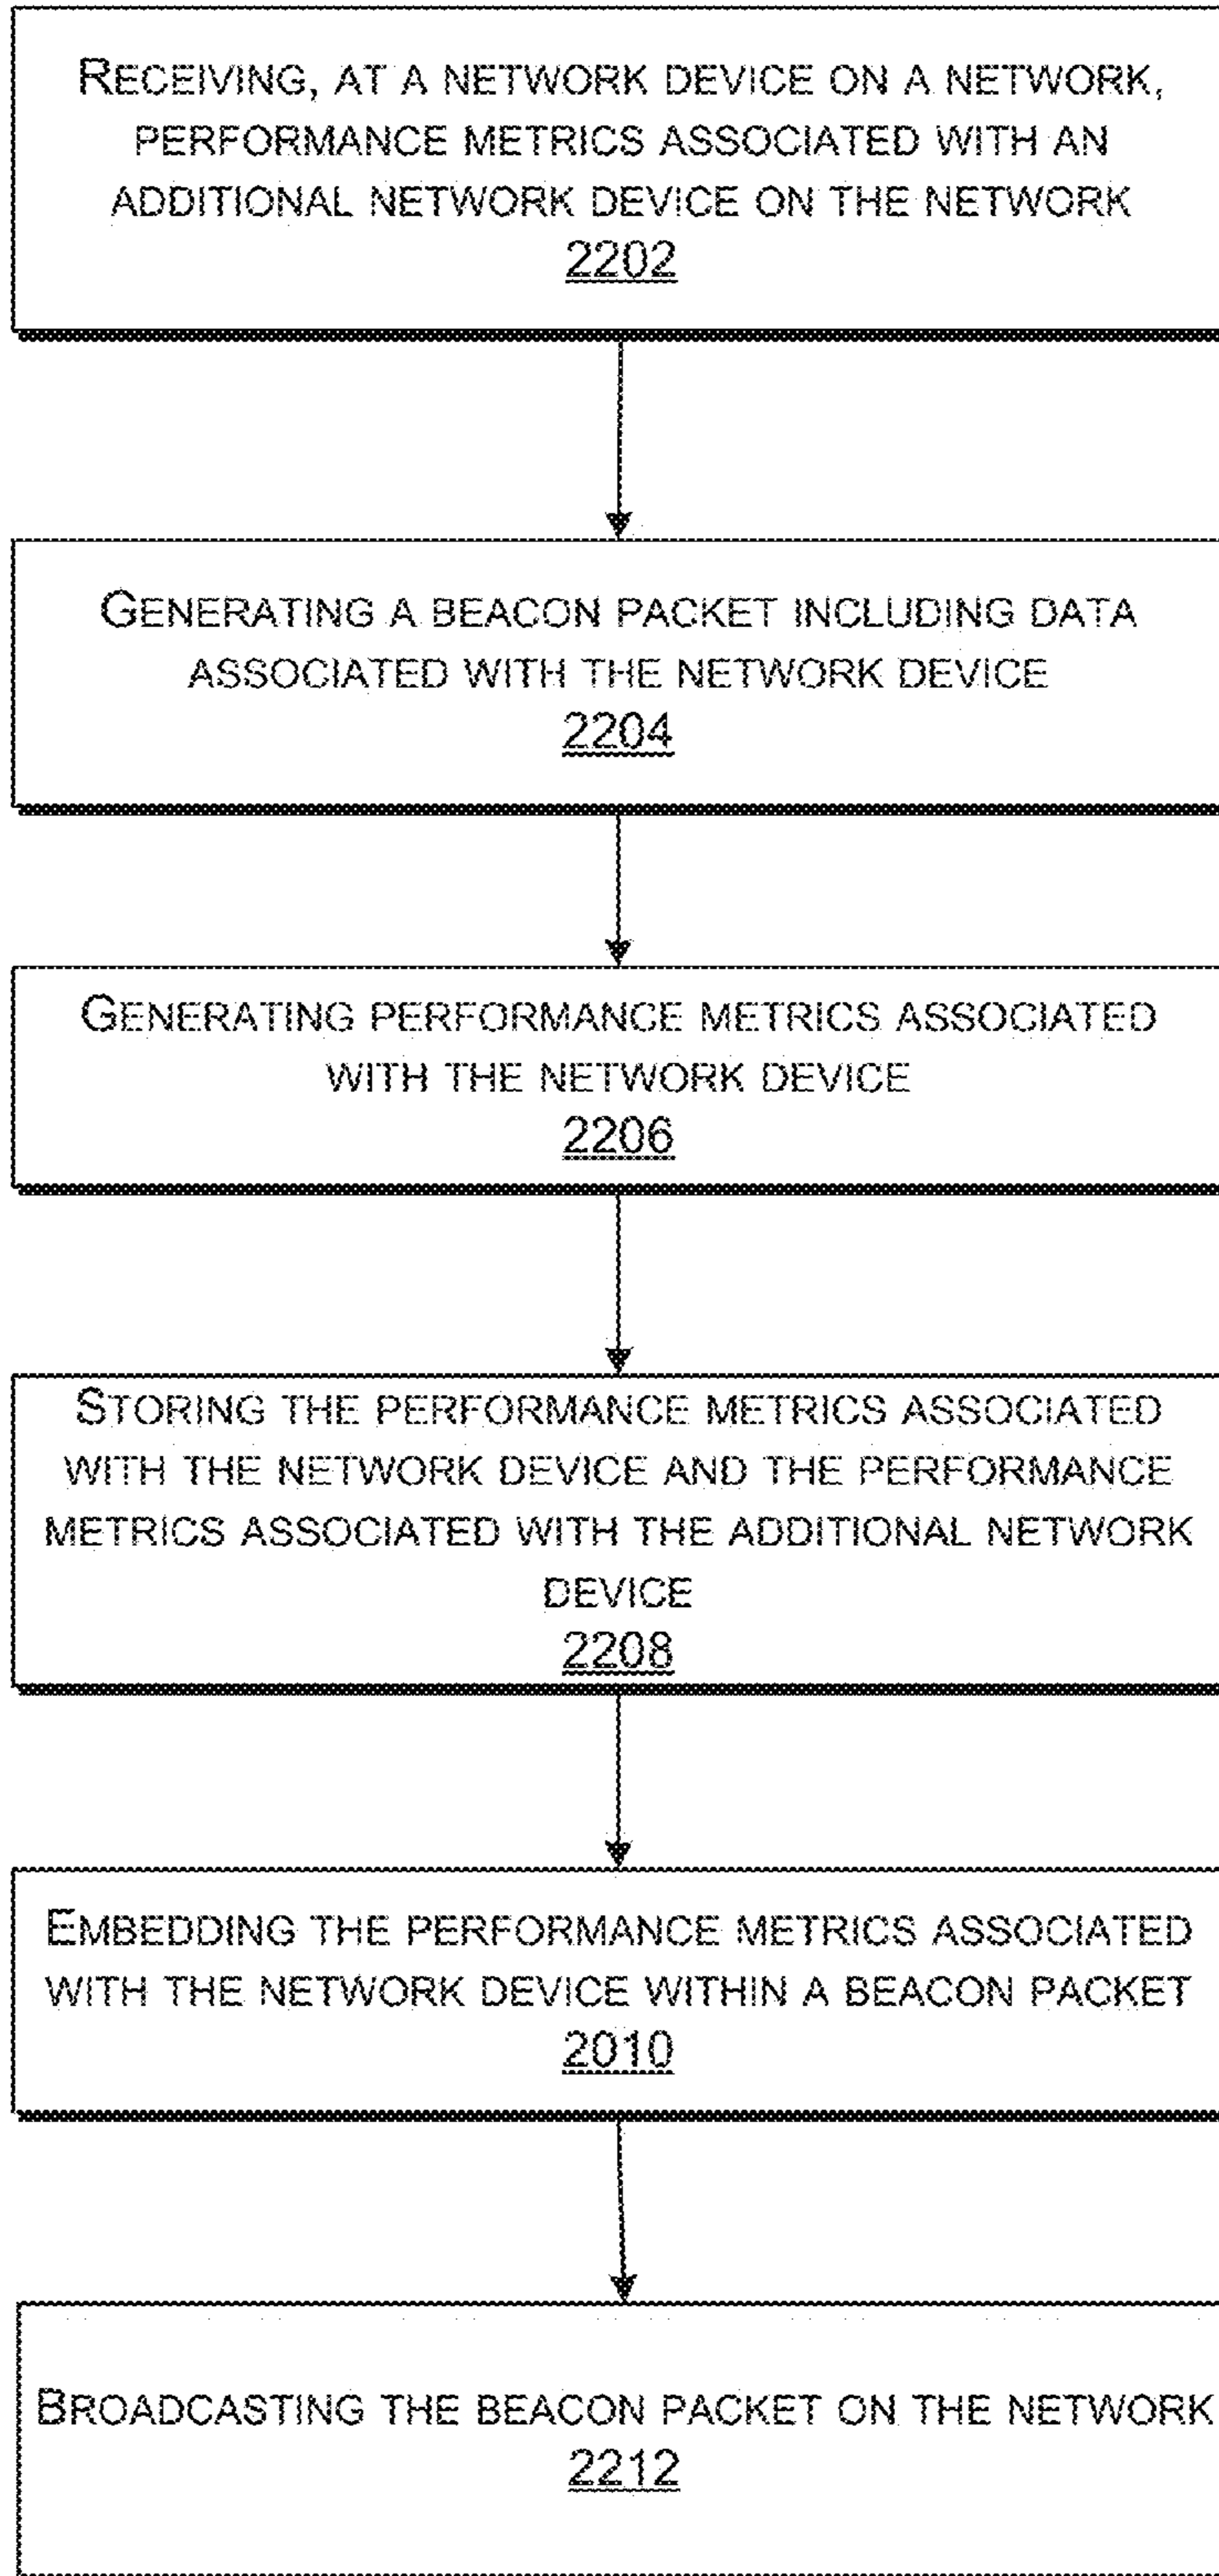 RECEIVING, AT A NETWORK DEVICE ON A NETWORK,
PERFORMANCE METRICS ASSOCIATED WITH AN
ADDITIONAL NETWORK DEVICE ON THE NETWORK
2202
GENERATING A BEACON PACKET INCLUDING DATA
ASSOCIATED WITH THE NETWORK DEVICE
2204
GENERATING PERFORMANCE METRICS ASSOCIATED
WITH THE NETWORK DEVICE
2206
STORING THE PERFORMANCE METRICS ASSOCIATED
WITH THE NETWORK DEVICE AND THE PERFORMANCE
METRICS ASSOCIATED WITH THE ADDITIONAL NETWORK
DEVICE
2208
EMBEDDING THE PERFORMANCE METRICS ASSOCIATED
WITH THE NETWORK DEVICE WITHIN A BEACON PACKET
2010
BROADCASTING THE BEACON PACKET ON THE NETWORK
2212